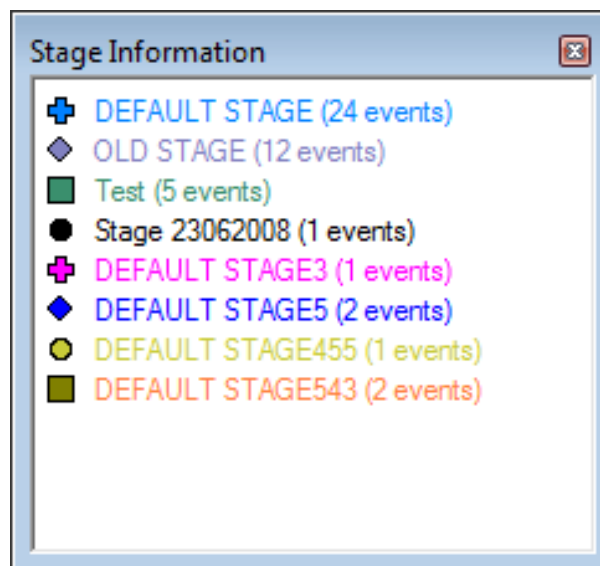 Stage Information
DEFAULT STAGE (24 events)
OLD STAGE (12 events)
Test (5 events)
Stage 23062008 (1 events)
DEFAULT STAGE3 (1 events)
DEFAULT STAGE5 (2 events)
DEFAULT STAGE455 (1 events)
DEFAULT STAGE543 (2 events)